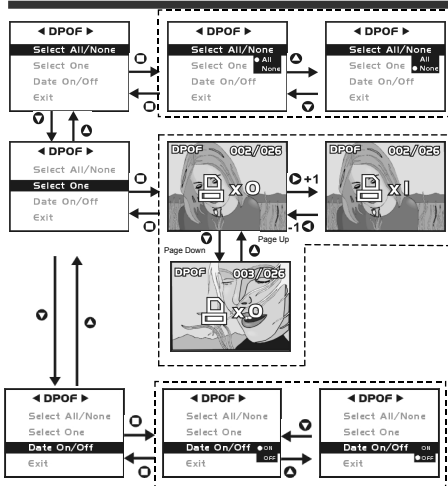 ◀ DPOF ▶
Select All/None
Select One
Date On/Off
Exit
◀ DPOF ▶
Select All/None
Select One
All
None
Date On/Off
Exit
◀ DPOF ▶
Select All/None
Select One
All
None
Date On/Off
Exit
◀ DPOF ▶
Select All/None
Select One
Date On/Off
Exit
DPOF 002/026
x0
+1
-1
DPOF 002/026
x1
Page Down
Page Up
DPOF 003/026
x0
◀ DPOF ▶
Select All/None
Select One
Date On/Off
Exit
◀ DPOF ▶
Select All/None
Select One
Date On/Off ON
OFF
Exit
◀ DPOF ▶
Select All/None
Select One
Date On/Off ON
OFF
Exit